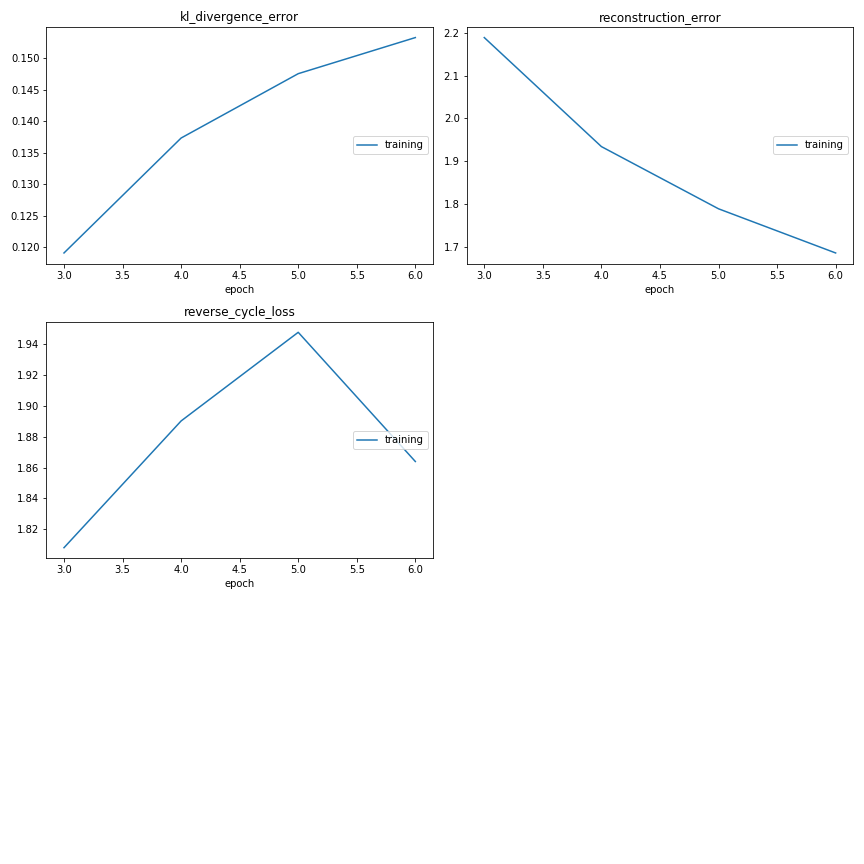 kl_divergence_error
0.150
0.145
0.140
0.135
0.130
0.125
0.120
training
3.0 3.5 4.0 4.5 5.0 5.5 6.0
epoch
reconstruction_error
2.2
2.1
2.0
1.9
1.8
1.7
training
3.0 3.5 4.0 4.5 5.0 5.5 6.0
epoch
reverse_cycle_loss
1.94
1.92
1.90
1.88
1.86
1.84
1.82
training
3.0 3.5 4.0 4.5 5.0 5.5 6.0
epoch